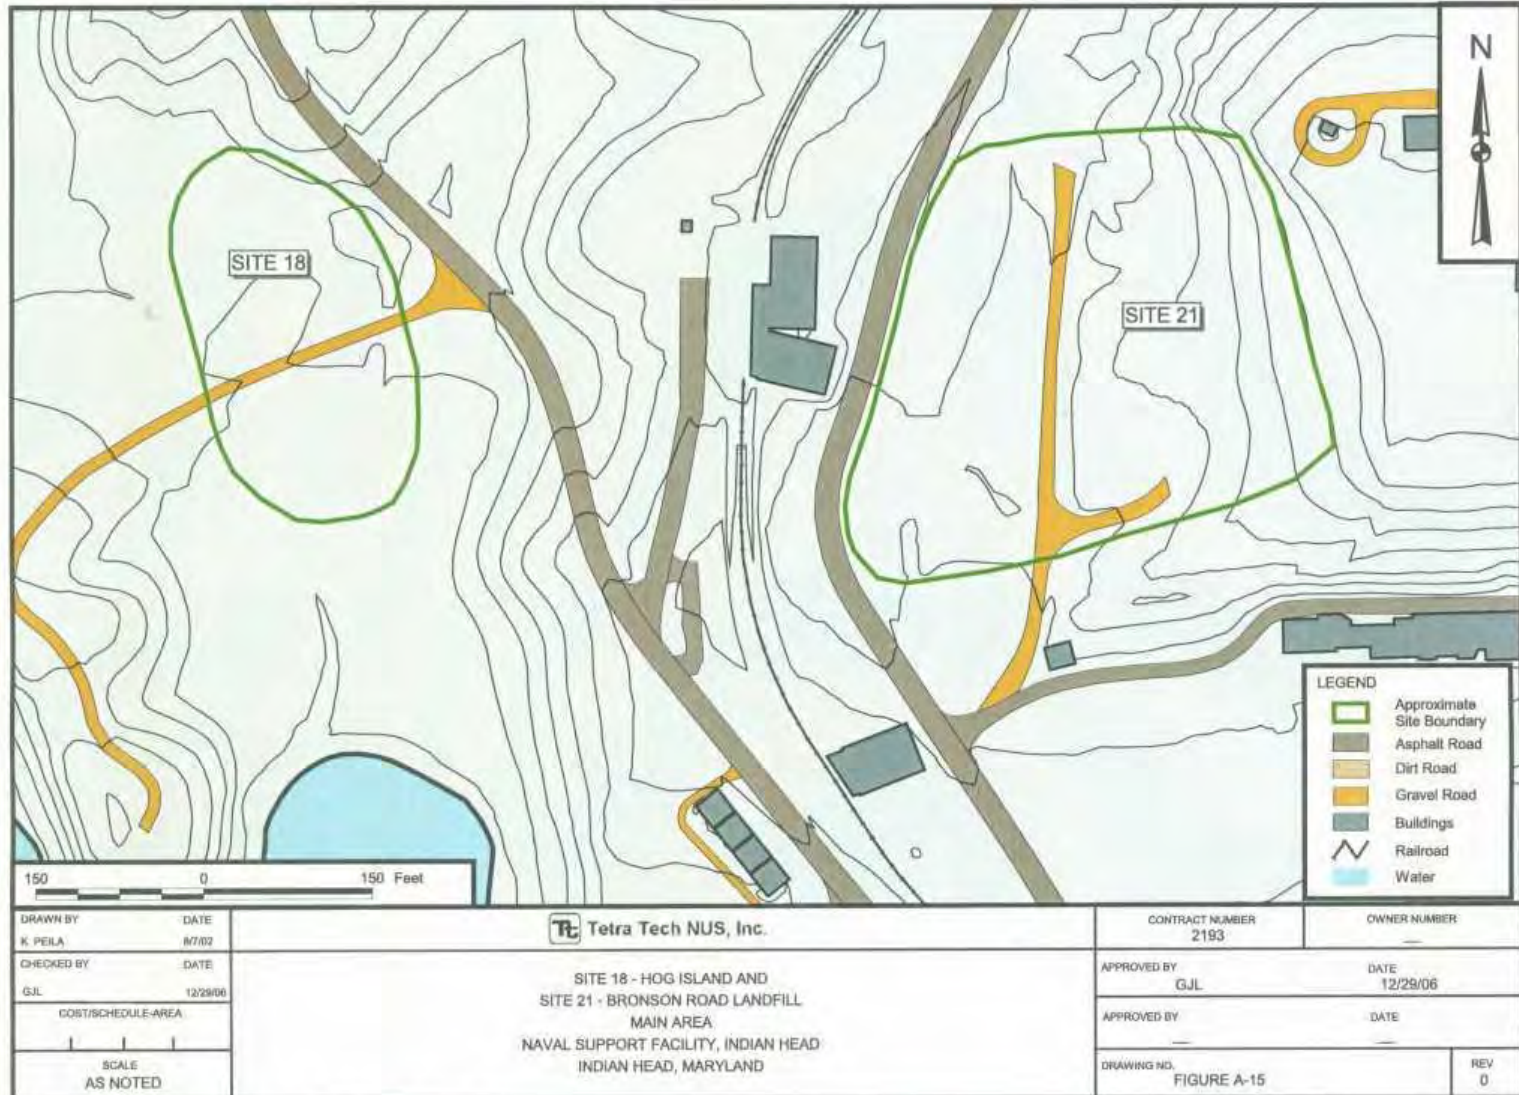 N
SITE 18
SITE 21
LEGEND
Approximate
Site Boundary
Asphalt Road
Dirt Road
Gravel Road
Buildings
Railroad
Water
150 0 150 Feet
DRAWN BY DATE
K. PEILA 8/7/02
CHECKED BY DATE
GJL 12/29/06
COST/SCHEDULE-AREA
SCALE
AS NOTED
Tt Tetra Tech NUS, Inc.
SITE 18 - HOG ISLAND AND
SITE 21 - BRONSON ROAD LANDFILL
MAIN AREA
NAVAL SUPPORT FACILITY, INDIAN HEAD
INDIAN HEAD, MARYLAND
CONTRACT NUMBER
2193
OWNER NUMBER
—
APPROVED BY DATE
GJL 12/29/06
APPROVED BY DATE
— —
DRAWING NO.
FIGURE A-15
REV
0